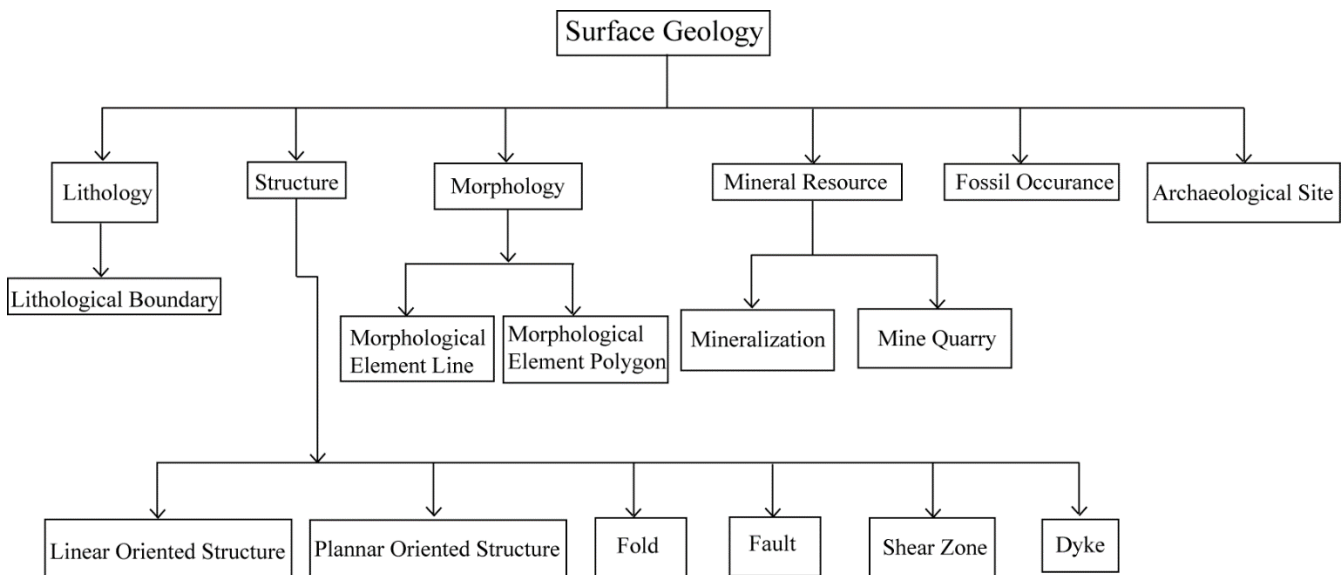 Surface Geology
Lithology
Structure
Morphology
Mineral Resource
Fossil Occurance
Archaeological Site
Lithological Boundary
Morphological
Element Line
Morphological
Element Polygon
Mineralization
Mine Quarry
Linear Oriented Structure
Plannar Oriented Structure
Fold
Fault
Shear Zone
Dyke